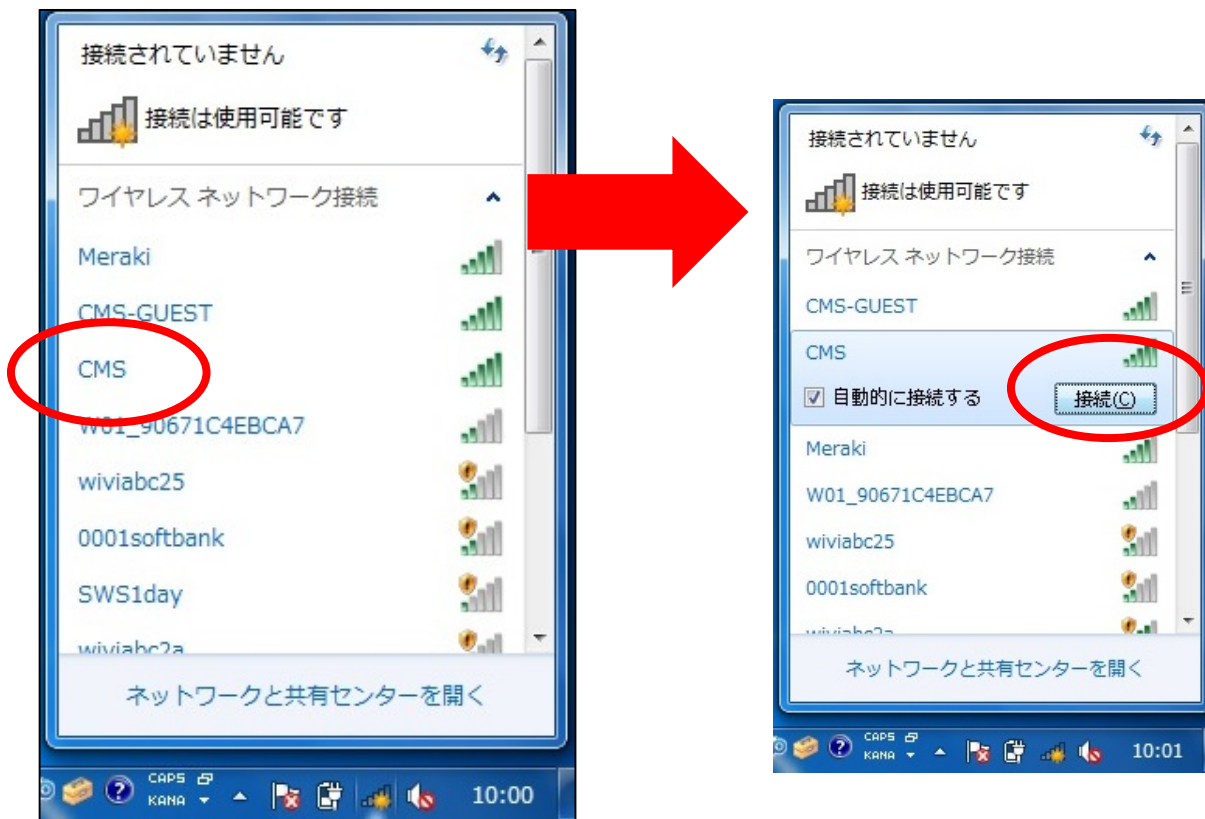 接続されていません
接続は使用可能です
ワイヤレス ネットワーク接続
Meraki
CMS-GUEST
CMS
W01_90671C4EBCA7
wiviabc25
0001softbank
SWS1day
wiviabc2a
ネットワークと共有センターを開く
CAPS
KANA
10:00
接続されていません
接続は使用可能です
ワイヤレス ネットワーク接続
CMS-GUEST
CMS
自動的に接続する 接続(C)
Meraki
W01_90671C4EBCA7
wiviabc25
0001softbank
wiviabc2a
ネットワークと共有センターを開く
CAPS
KANA
10:01